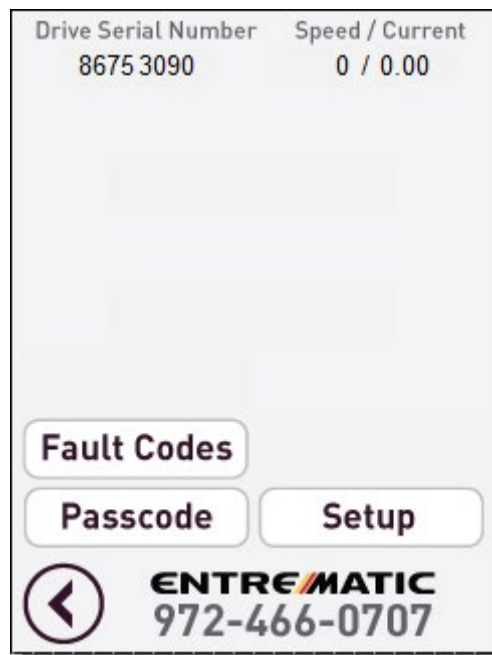 Drive Serial Number Speed / Current
8675 3090 0 / 0.00
Fault Codes
Passcode Setup
ENTREMATIC
972-466-0707